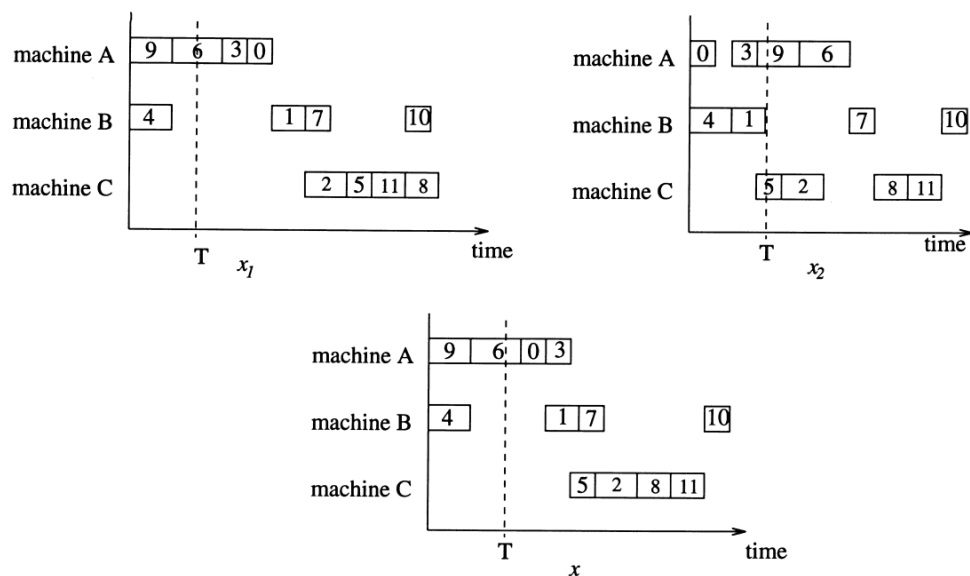 machine A 9 6 3 0
machine B 4 1 7 10
machine C 2 5 11 8
T
time
x1
machine A 0 3 9 6
machine B 4 1 7 10
machine C 5 2 8 11
T
time
x2
machine A 9 6 0 3
machine B 4 1 7 10
machine C 5 2 8 11
T
time
x